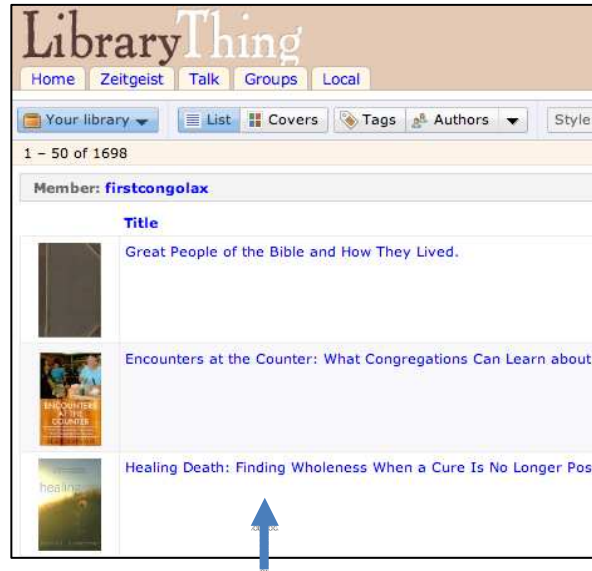 LibraryThing
Home Zeitgeist Talk Groups Local
Your library List Covers Tags Authors Style
1 – 50 of 1698
Member: firstcongolax
Title
Great People of the Bible and How They Lived.
Encounters at the Counter: What Congregations Can Learn about
ENCOUNTERS
AT THE
COUNTER
Healing Death: Finding Wholeness When a Cure Is No Longer Pos
healing